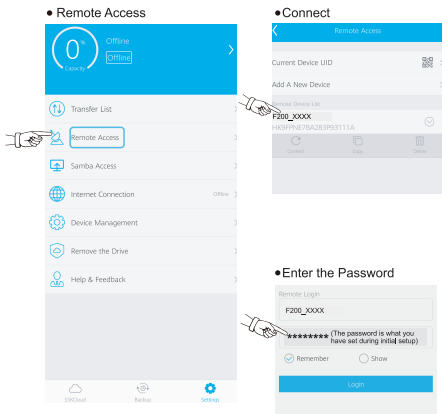 • Remote Access
0%
Capacity
Offline
Offline
Transfer List
Remote Access
Samba Access
Internet Connection
Offline
Device Management
Remove the Drive
Help & Feedback
SSKCloud
Backup
Settings
•Connect
Remote Access
Current Device UID
Add A New Device
Remote Device List
F200_XXXX
HK9FPNE7BA2B3P93111A
Connect
Copy
Delete
•Enter the Password
Remote Login
F200_XXXX
******** (The password is what you
have set during initial setup)
Remember
Show
Login